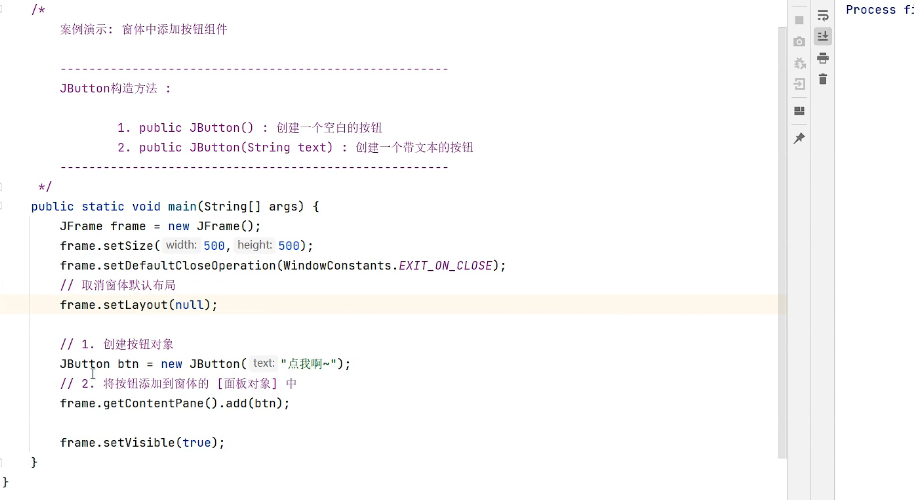 /*
案例演示: 窗体中添加按钮组件
-----------------------------------------------------
JButton构造方法 :
1. public JButton() : 创建一个空白的按钮
2. public JButton(String text) : 创建一个带文本的按钮
-----------------------------------------------------
*/
public static void main(String[] args) {
JFrame frame = new JFrame();
frame.setSize( width: 500, height: 500);
frame.setDefaultCloseOperation(WindowConstants.EXIT_ON_CLOSE);
// 取消窗体默认布局
frame.setLayout(null);
// 1. 创建按钮对象
JButton btn = new JButton( text: "点我啊~");
// 2. 将按钮添加到窗体的 [面板对象] 中
frame.getContentPane().add(btn);
frame.setVisible(true);
}
}
Process